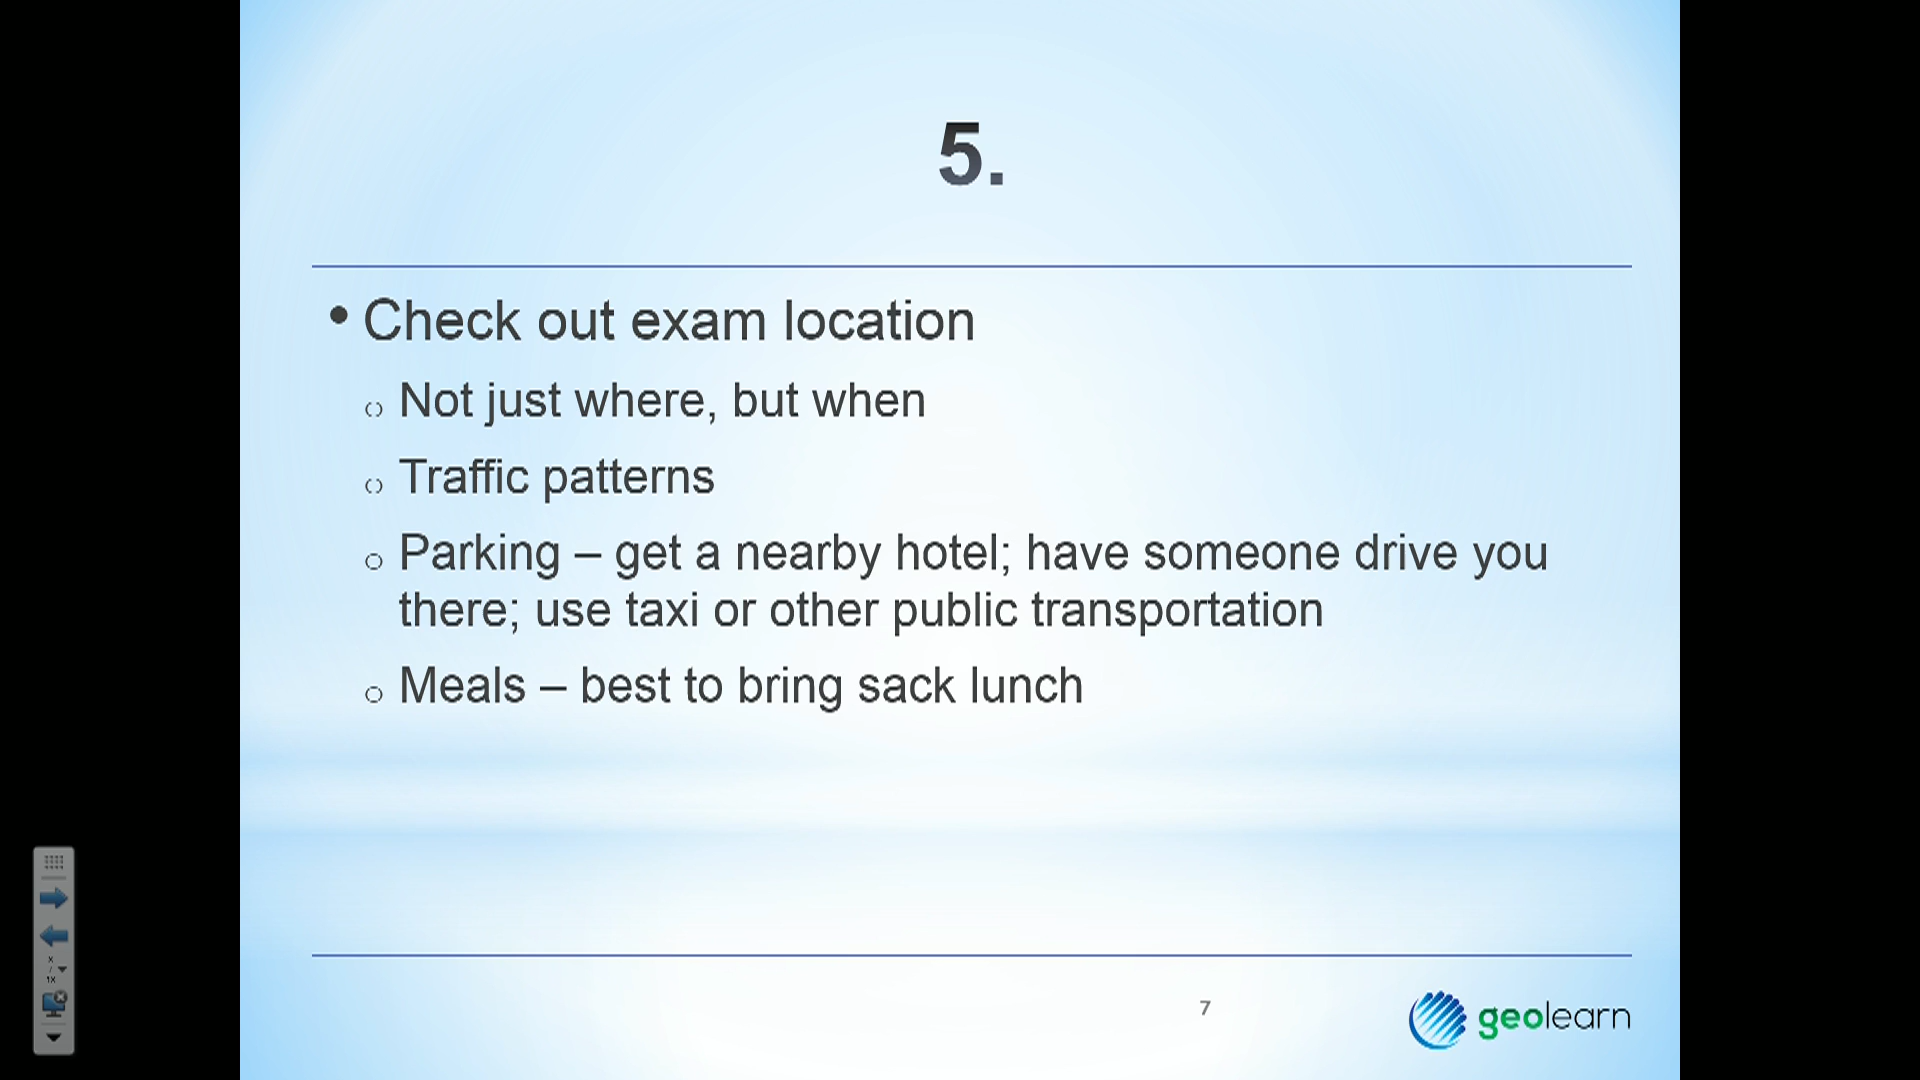 5.
• Check out exam location
○ Not just where, but when
○ Traffic patterns
○ Parking – get a nearby hotel; have someone drive you
there; use taxi or other public transportation
○ Meals – best to bring sack lunch
7
geolearn
x
/
1x